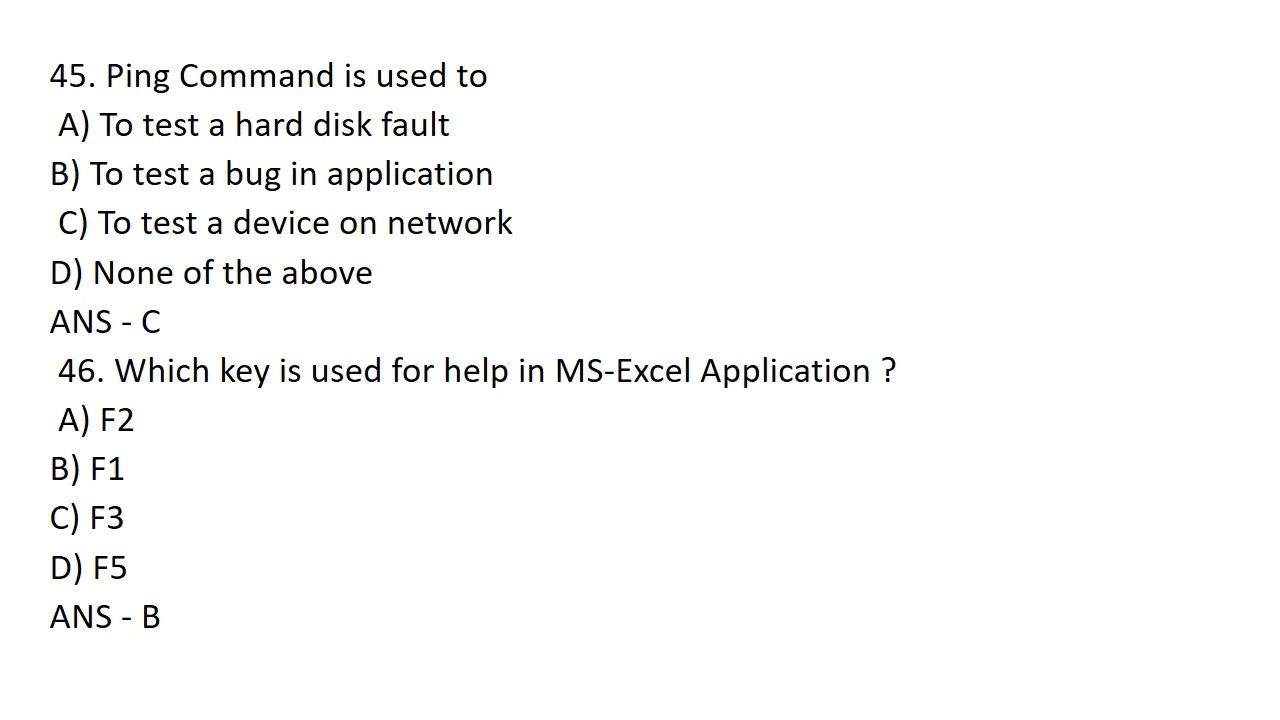 45. Ping Command is used to
A) To test a hard disk fault
B) To test a bug in application
C) To test a device on network
D) None of the above
ANS - C
46. Which key is used for help in MS-Excel Application ?
A) F2
B) F1
C) F3
D) F5
ANS - B